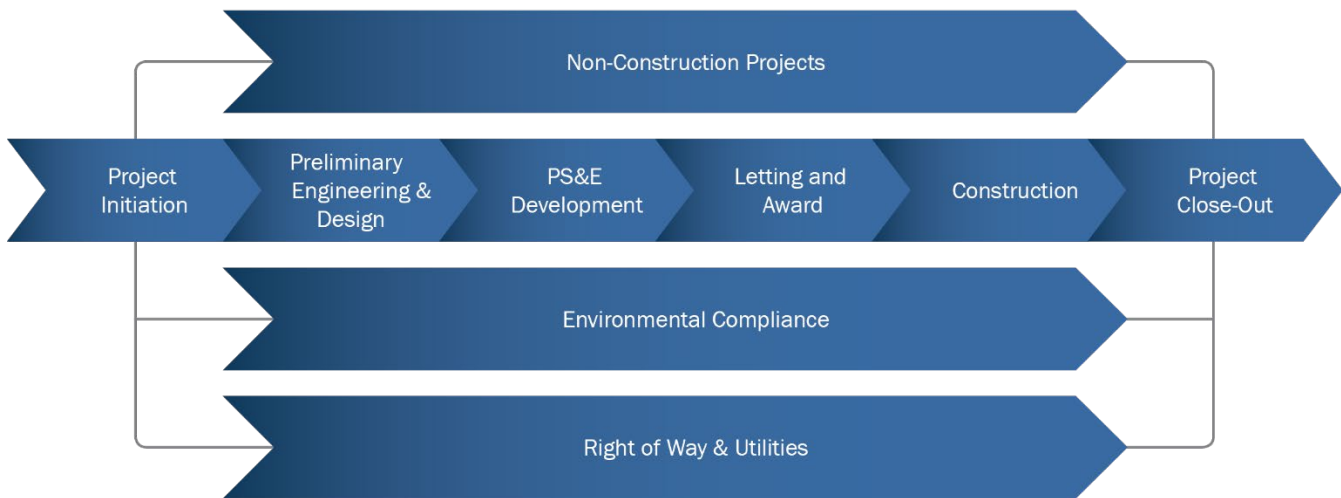 Non-Construction Projects
Project
Initiation
Preliminary
Engineering &
Design
PS&E
Development
Letting and
Award
Construction
Project
Close-Out
Environmental Compliance
Right of Way & Utilities